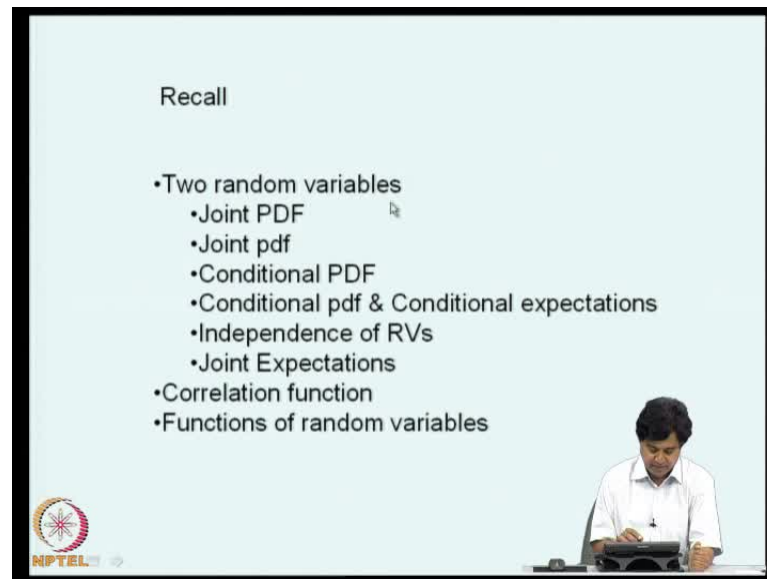 Recall
•Two random variables
•Joint PDF
•Joint pdf
•Conditional PDF
•Conditional pdf & Conditional expectations
•Independence of RVs
•Joint Expectations
•Correlation function
•Functions of random variables
NPTEL